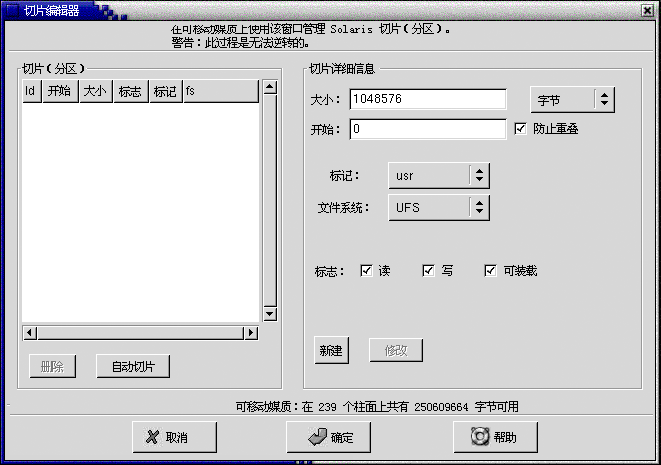 切片编辑器
在可移动媒质上使用该窗口管理 Solaris 切片(分区)。
警告:此过程是无法逆转的。
切片(分区)
Id 开始 大小 标志 标记 fs
删除 自动切片
切片详细信息
大小: 1048576 字节
开始: 0 防止重叠
标记: usr
文件系统: UFS
标志: 读 写 可装载
新建 修改
可移动媒质:在 239 个柱面上共有 250609664 字节可用
取消 确定 帮助